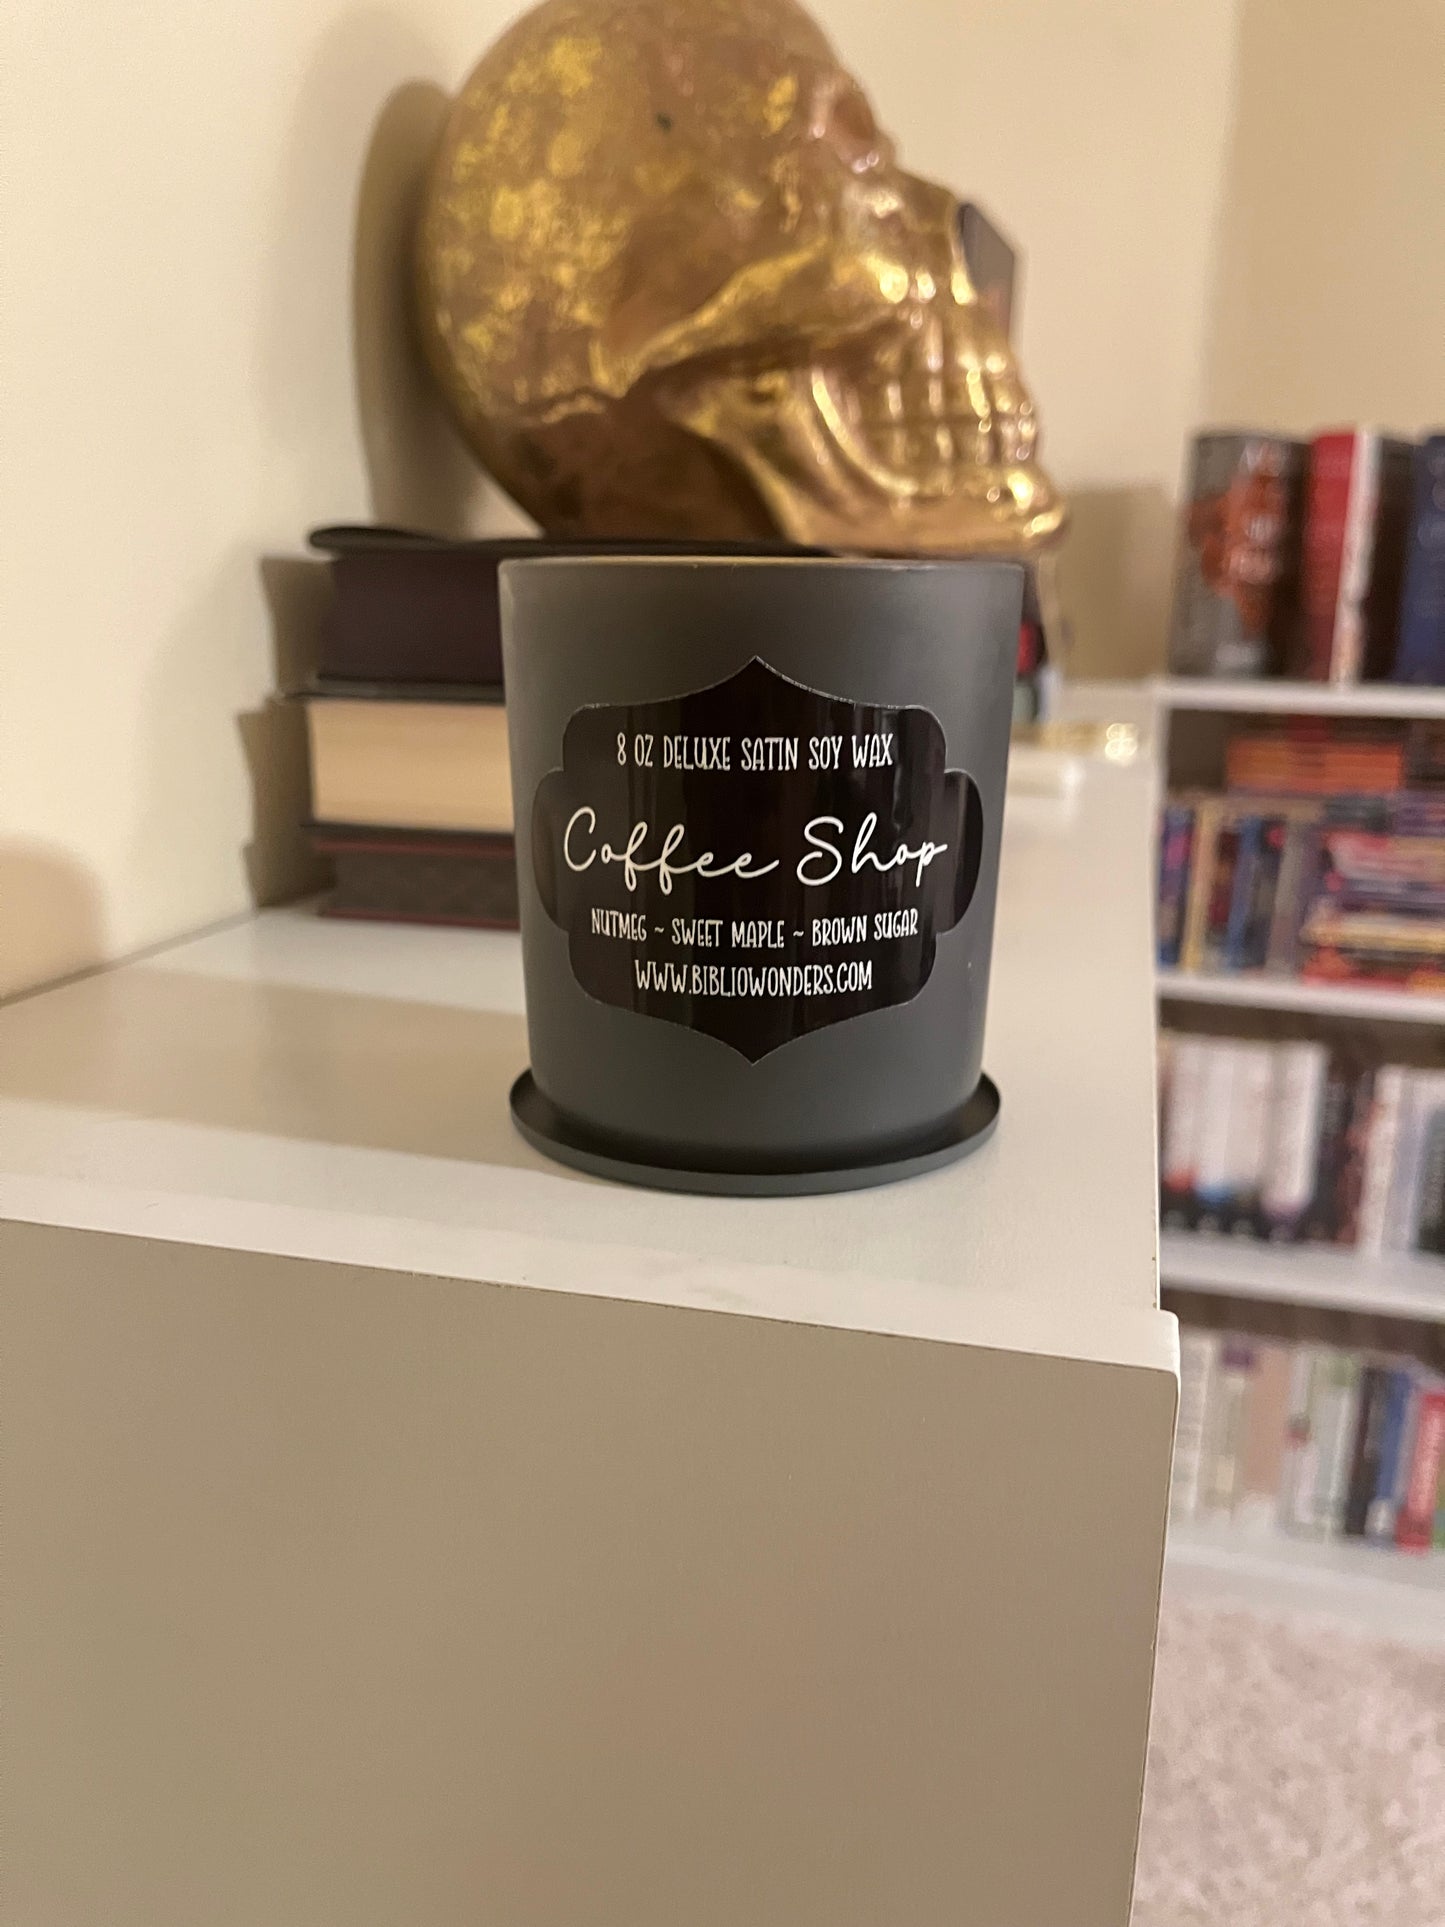 8 OZ DELUXE SATIN SOY WAX
Coffee Shop
NUTMEG ~ SWEET MAPLE ~ BROWN SUGAR
WWW.BIBLIOWONDERS.COM